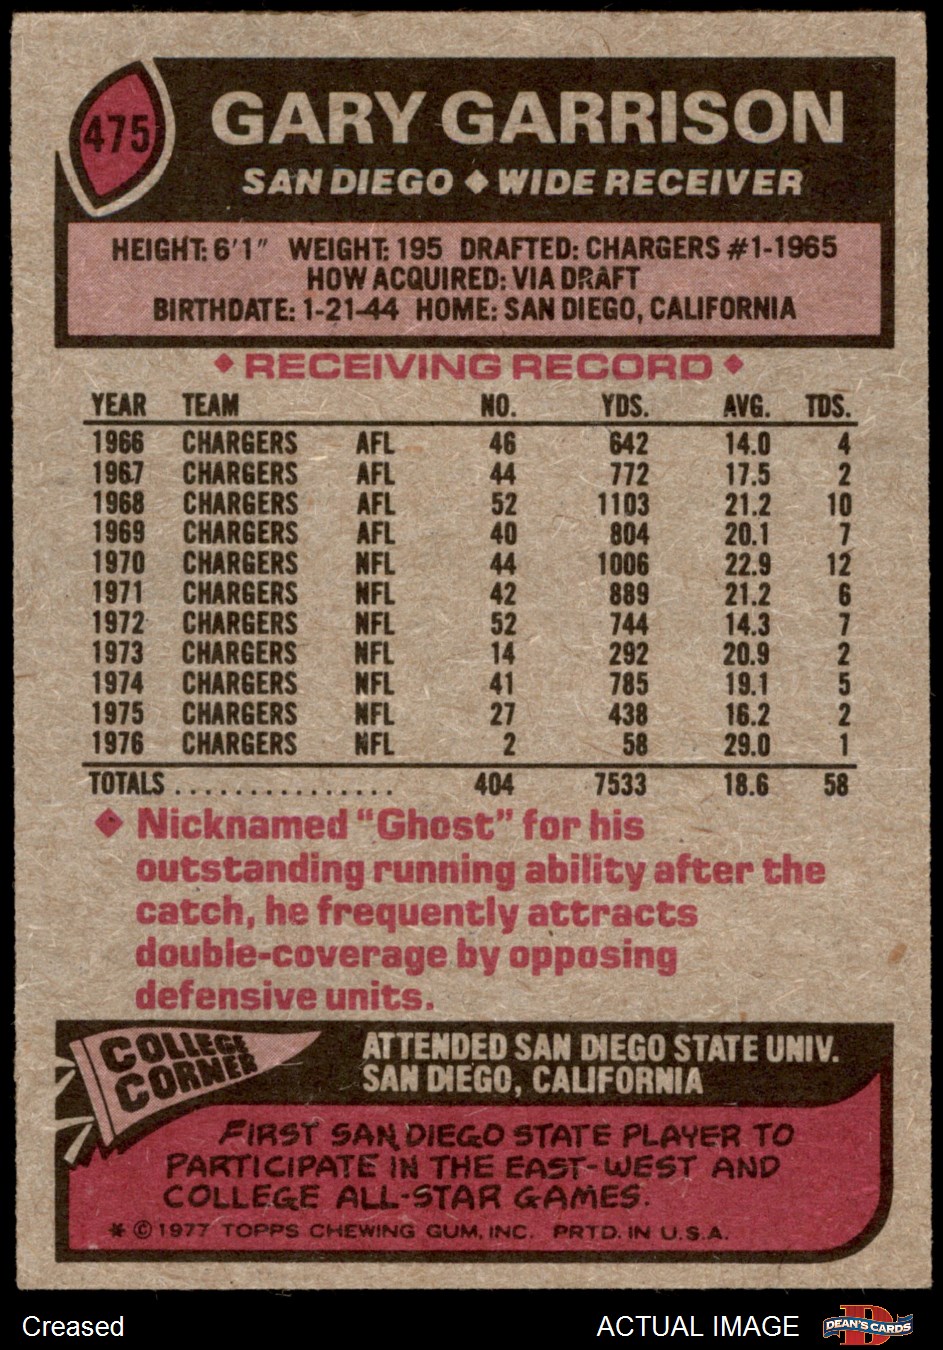 475
GARY GARRISON
SAN DIEGO ◆ WIDE RECEIVER
HEIGHT: 6'1" WEIGHT: 195 DRAFTED: CHARGERS #1-1965
HOW ACQUIRED: VIA DRAFT
BIRTHDATE: 1-21-44 HOME: SAN DIEGO, CALIFORNIA
◆ RECEIVING RECORD ◆
YEAR TEAM NO. YDS. AVG. TDS.
1966 CHARGERS AFL 46 642 14.0 4
1967 CHARGERS AFL 44 772 17.5 2
1968 CHARGERS AFL 52 1103 21.2 10
1969 CHARGERS AFL 40 804 20.1 7
1970 CHARGERS NFL 44 1006 22.9 12
1971 CHARGERS NFL 42 889 21.2 6
1972 CHARGERS NFL 52 744 14.3 7
1973 CHARGERS NFL 14 292 20.9 2
1974 CHARGERS NFL 41 785 19.1 5
1975 CHARGERS NFL 27 438 16.2 2
1976 CHARGERS NFL 2 58 29.0 1
TOTALS ............... 404 7533 18.6 58
◆ Nicknamed "Ghost" for his
outstanding running ability after the
catch, he frequently attracts
double-coverage by opposing
defensive units.
COLLEGE
CORNER
ATTENDED SAN DIEGO STATE UNIV.
SAN DIEGO, CALIFORNIA
FIRST SAN DIEGO STATE PLAYER TO
PARTICIPATE IN THE EAST-WEST AND
COLLEGE ALL-STAR GAMES.
* © 1977 TOPPS CHEWING GUM, INC. PRTD. IN U.S.A.
Creased
ACTUAL IMAGE
D
DEAN'S CARDS